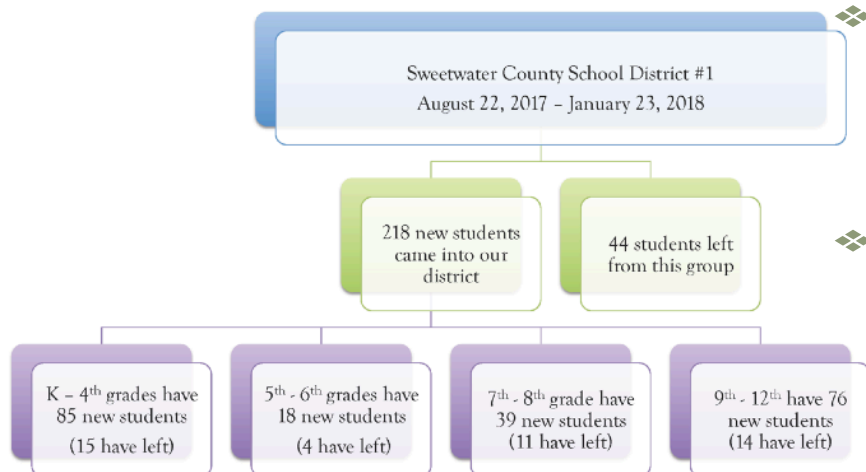 Sweetwater County School District #1
August 22, 2017 – January 23, 2018
218 new students
came into our
district
44 students left
from this group
K – 4th grades have
85 new students
(15 have left)
5th - 6th grades have
18 new students
(4 have left)
7th - 8th grade have
39 new students
(11 have left)
9th - 12th have 76
new students
(14 have left)